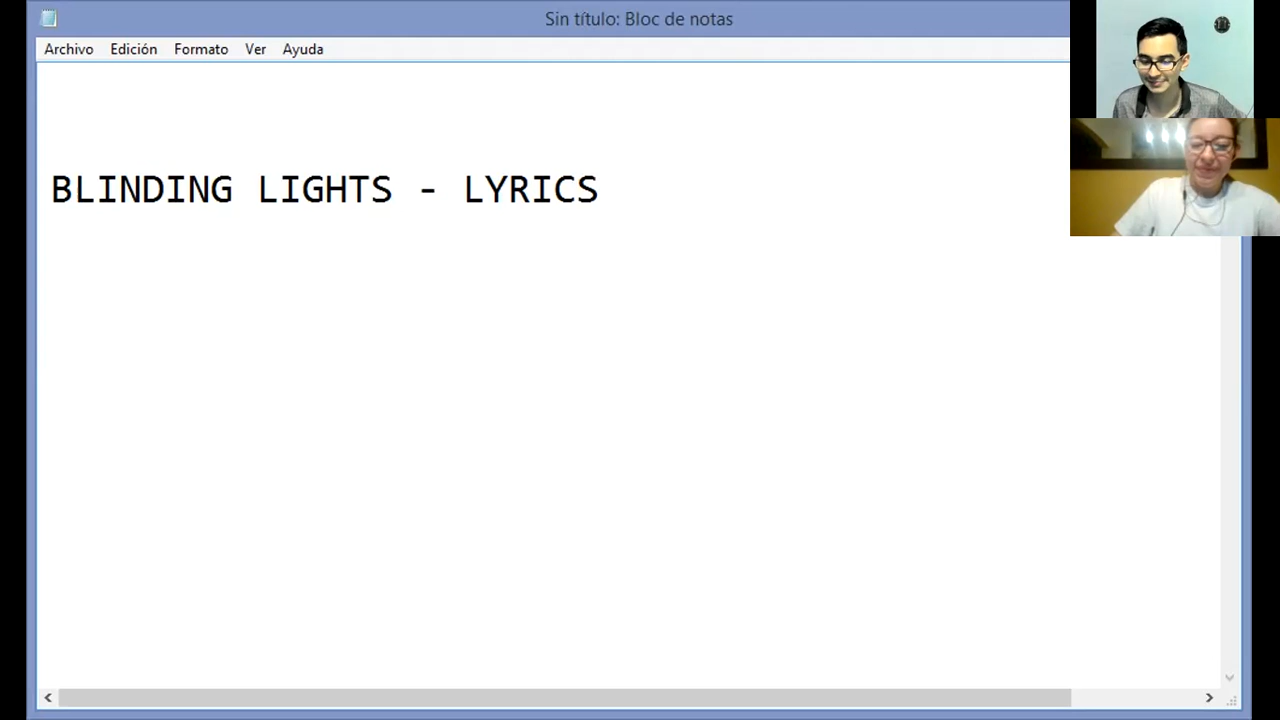 Sin título: Bloc de notas
Archivo Edición Formato Ver Ayuda
BLINDING LIGHTS - LYRICS